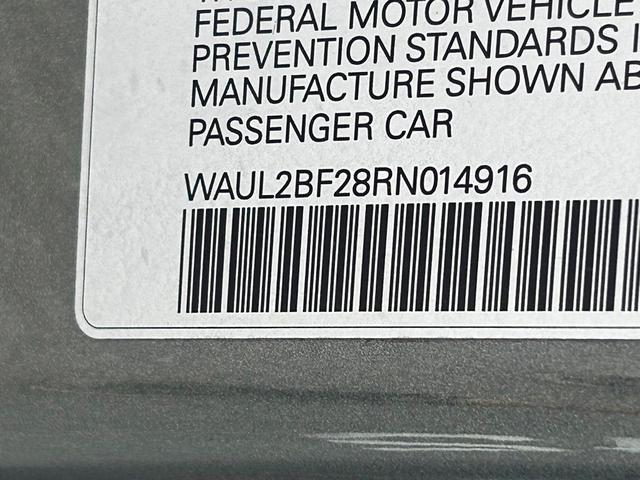 FEDERAL MOTOR VEHICLE
PREVENTION STANDARDS
MANUFACTURE SHOWN
PASSENGER CAR
WAUL2BF28RN014916